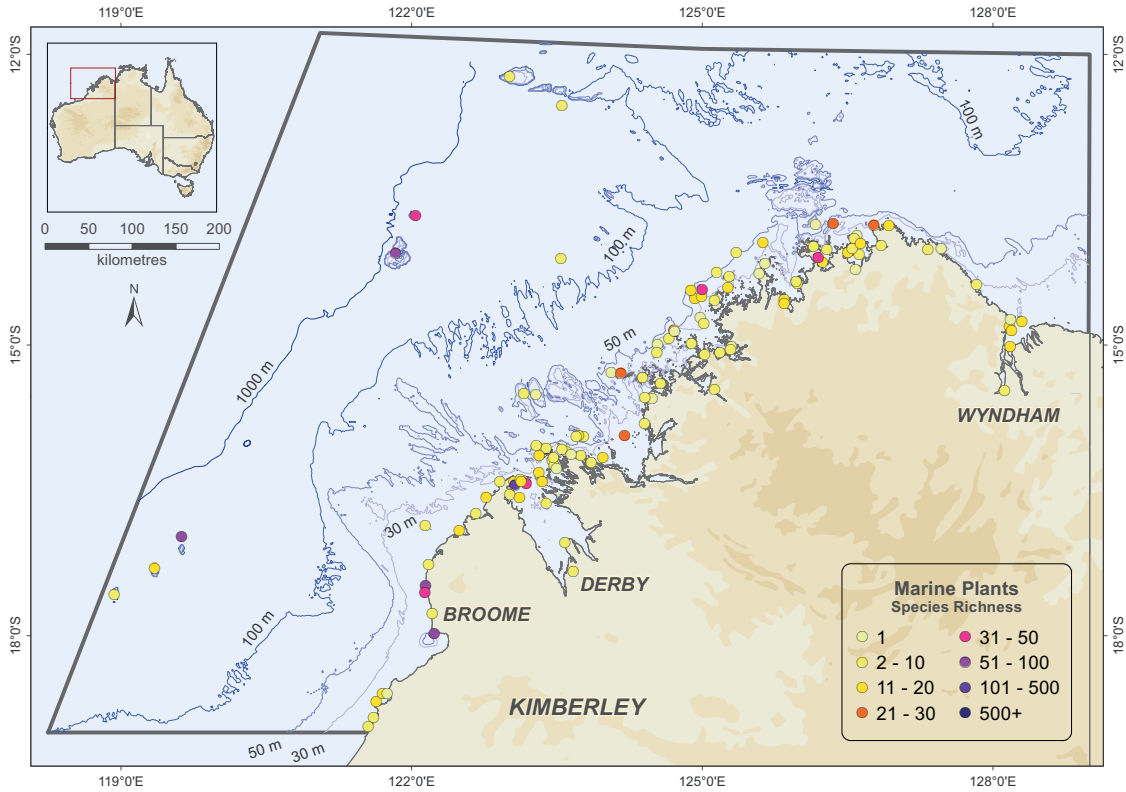 119°0'E 122°0'E 125°0'E 128°0'E
12°0'S 12°0'S
100 m
0 50 100 150 200
kilometres
100 m
N
50 m
15°0'S 15°0'S
1000 m
WYNDHAM
30 m
DERBY
BROOME
100 m
18°0'S 18°0'S
KIMBERLEY
50 m 30 m
Marine Plants
Species Richness
1
2 - 10
11 - 20
21 - 30
31 - 50
51 - 100
101 - 500
500+
119°0'E 122°0'E 125°0'E 128°0'E